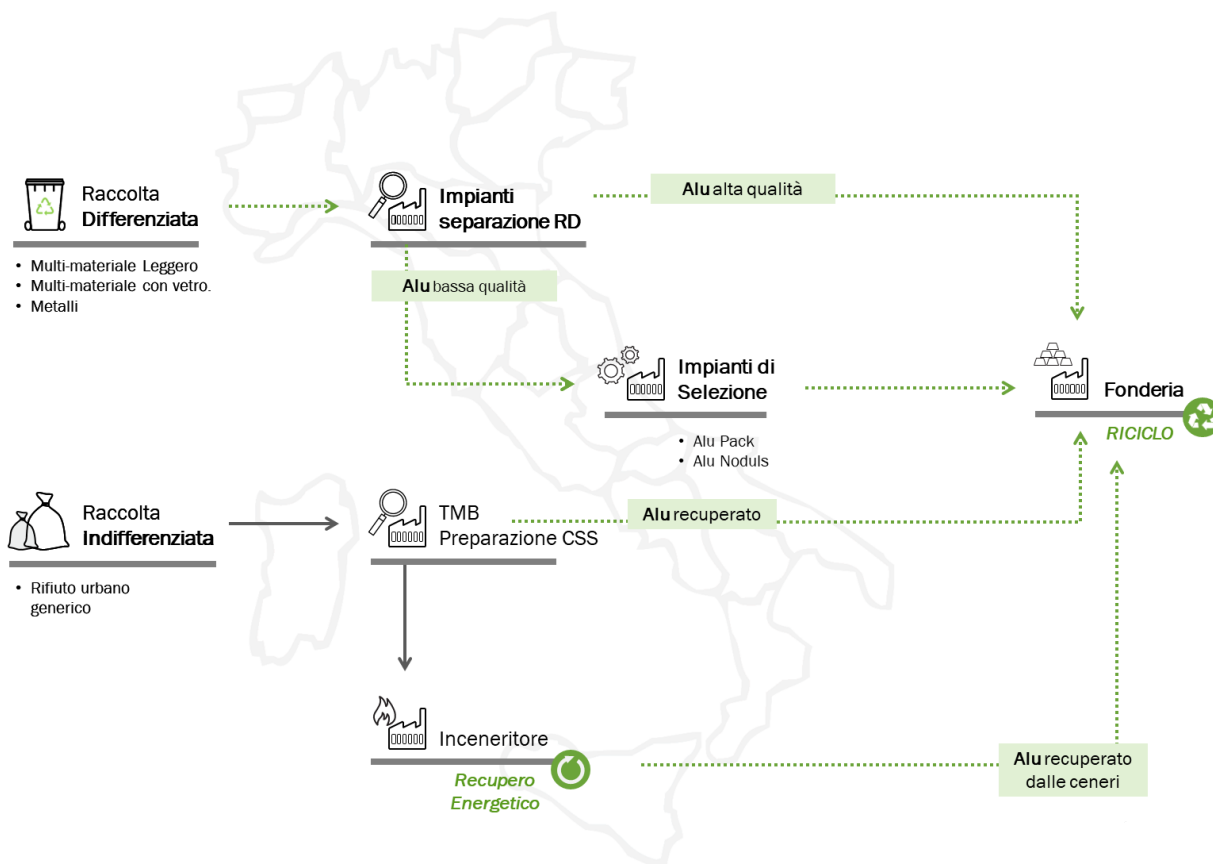 Raccolta
Differenziata
• Multi-materiale Leggero
• Multi-materiale con vetro.
• Metalli
Impianti
separazione RD
Alu alta qualità
Alu bassa qualità
Impianti di
Selezione
• Alu Pack
• Alu Noduls
Fonderia
RICICLO
Raccolta
Indifferenziata
• Rifiuto urbano
generico
TMB
Preparazione CSS
Alu recuperato
Inceneritore
Recupero
Energetico
Alu recuperato
dalle ceneri